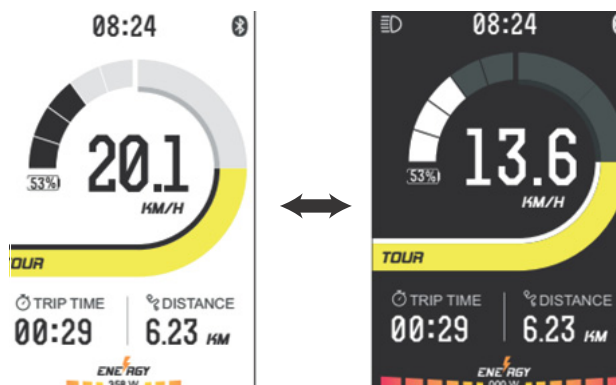 08:24
53%
20.1
KM/H
TOUR
TRIP TIME
DISTANCE
00:29
6.23 KM
ENERGY
358 W
08:24
53%
13.6
KM/H
TOUR
TRIP TIME
DISTANCE
00:29
6.23 KM
ENERGY